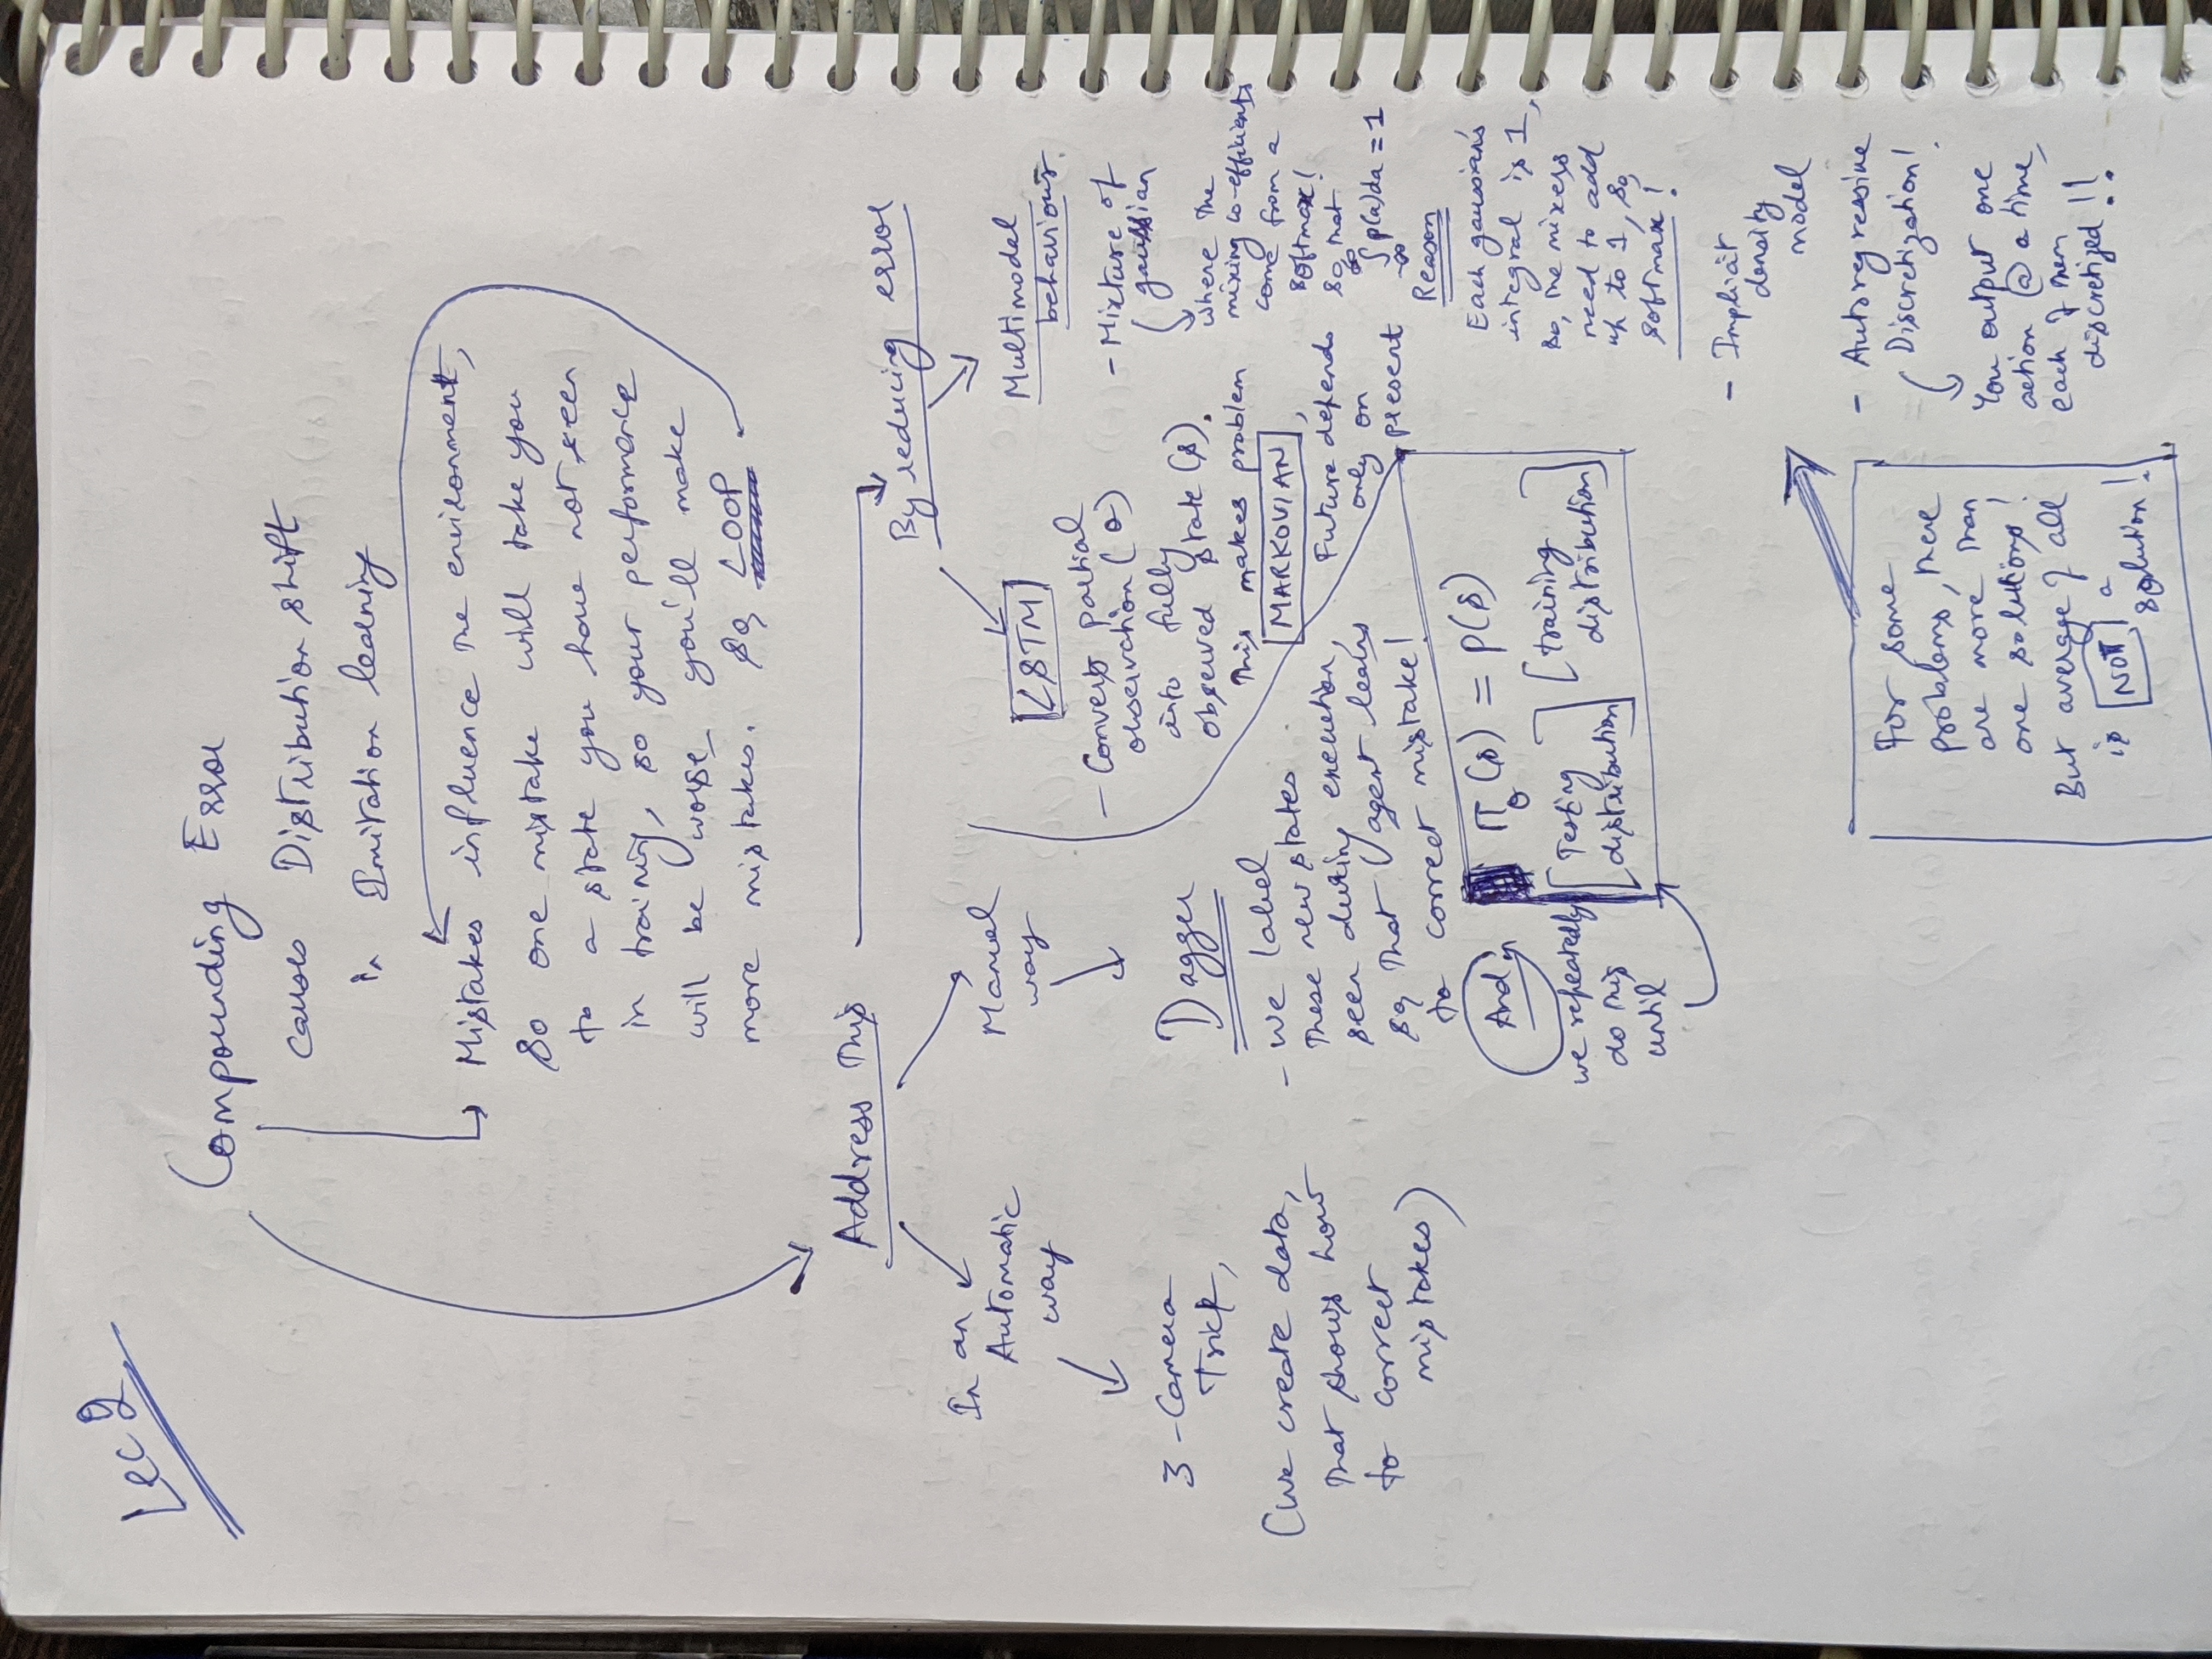 Lec 2
Compounding Error
causes Distribution shift
in Imitation learning
Mistakes influence the environment,
So one mistake will take you
to a state you have not seen
in training, so your performance
will be worse, you'll make
more mistakes. So, LOOP
Address This
In an
Automatic
way
3-Camera
Trick,
(We create data,
that shows how
to correct
mistakes)
Manual
way
Dagger
- We label
these new states
seen during execution,
so, that agent learns
to correct mistake!
And,
we repeatedly
do this
until
π_θ(s) = p(s)
[Testing
distribution]
[training
distribution]
By reducing error
LSTM
- Converts partial
observation (o)
into fully
observed state (s).
This makes problem
MARKOVIAN,
Future depends
only on
present
Multimodel
behaviour
- Mixture of
gaussian
where the
mixing co-efficients
come from a
softmax!
So, that
∞
∫ p(a)da = 1
-∞
Reason
Each gaussian's
integral is 1,
so, the mixers
need to add
up to 1, so,
softmax!
- Implicit
density
model
- Autoregressive
Discretization!
You output one
action @ a time,
each of them
discretized!!
For some
problems, there
are more than
one solutions!
But average of all
is NOT a
solution!